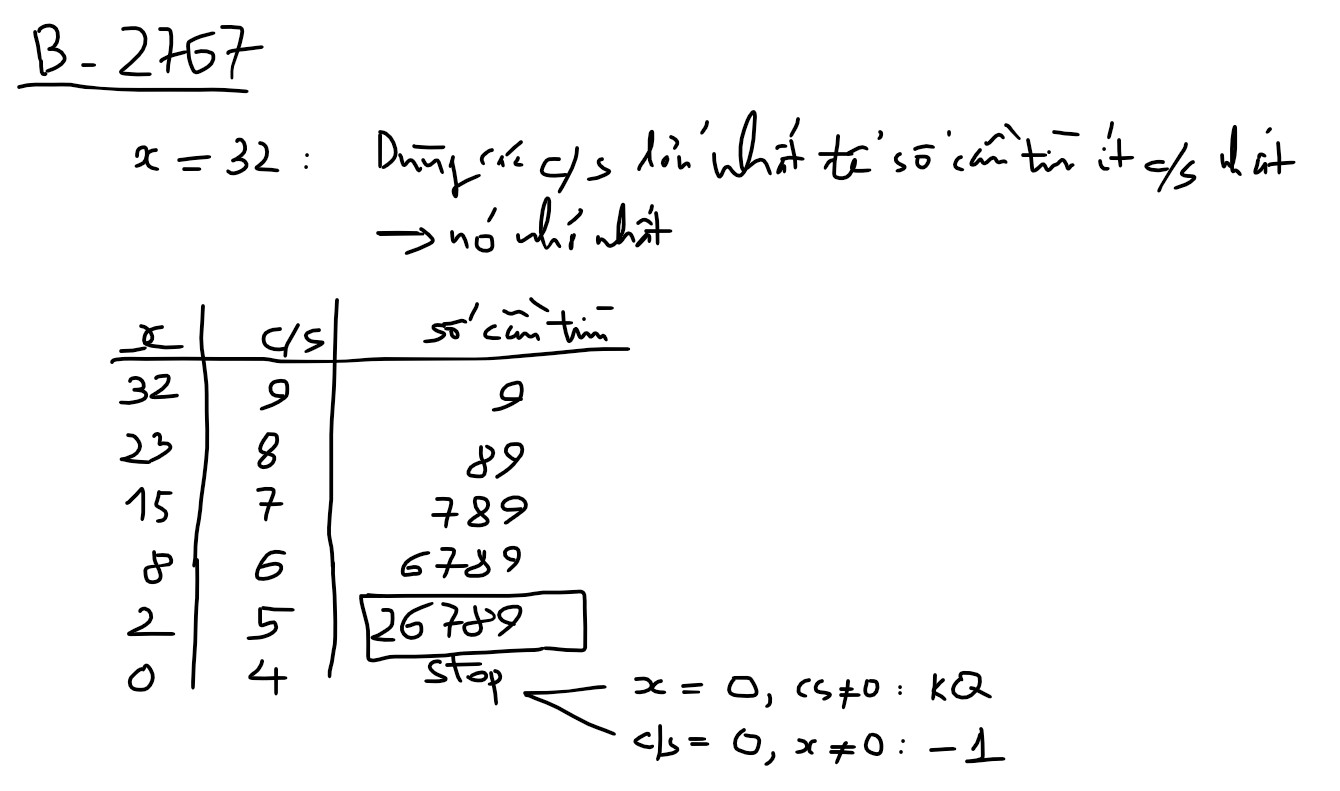 B - 2767
x = 32 : Dùng các c/s lớn nhất để số cần tìm ít c/s nhất
→ nó nhỏ nhất
x c/s số cần tìm
32 9 9
23 8 89
15 7 789
8 6 6789
2 5 26789
0 4 stop
x = 0, cs ≠ 0 : KQ
c/s = 0, x ≠ 0 : -1